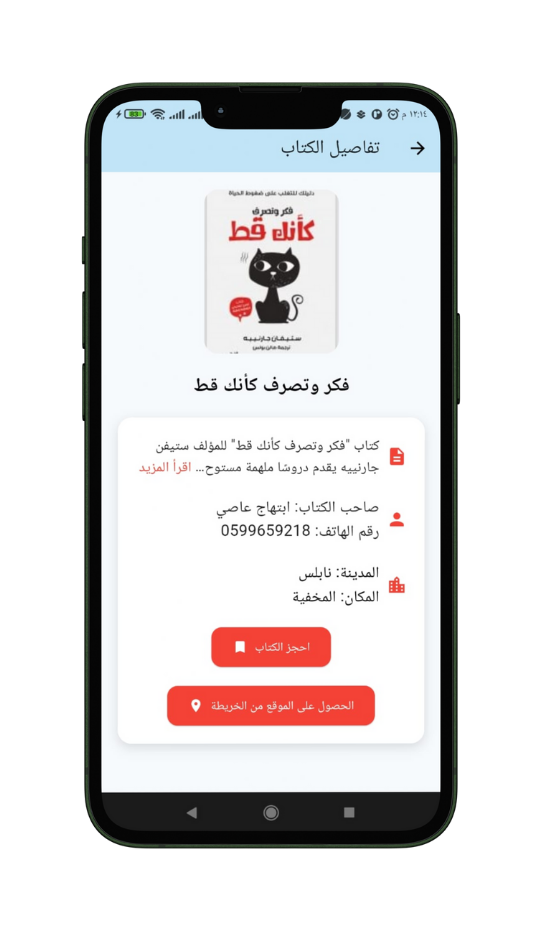 ١٢:١٤ م
83
تفاصيل الكتاب
دليلك للتغلب على ضغوط الحياة
فكر وتصرف
كأنك قط
ستيفان جارنييه
فكر وتصرف كأنك قط
كتاب "فكر وتصرف كأنك قط" للمؤلف ستيفن
جارنييه يقدم دروسًا ملهمة مستوح... اقرأ المزيد
صاحب الكتاب: ابتهاج عاصي
رقم الهاتف: 0599659218
المدينة: نابلس
المكان: المخفية
احجز الكتاب
الحصول على الموقع من الخريطة